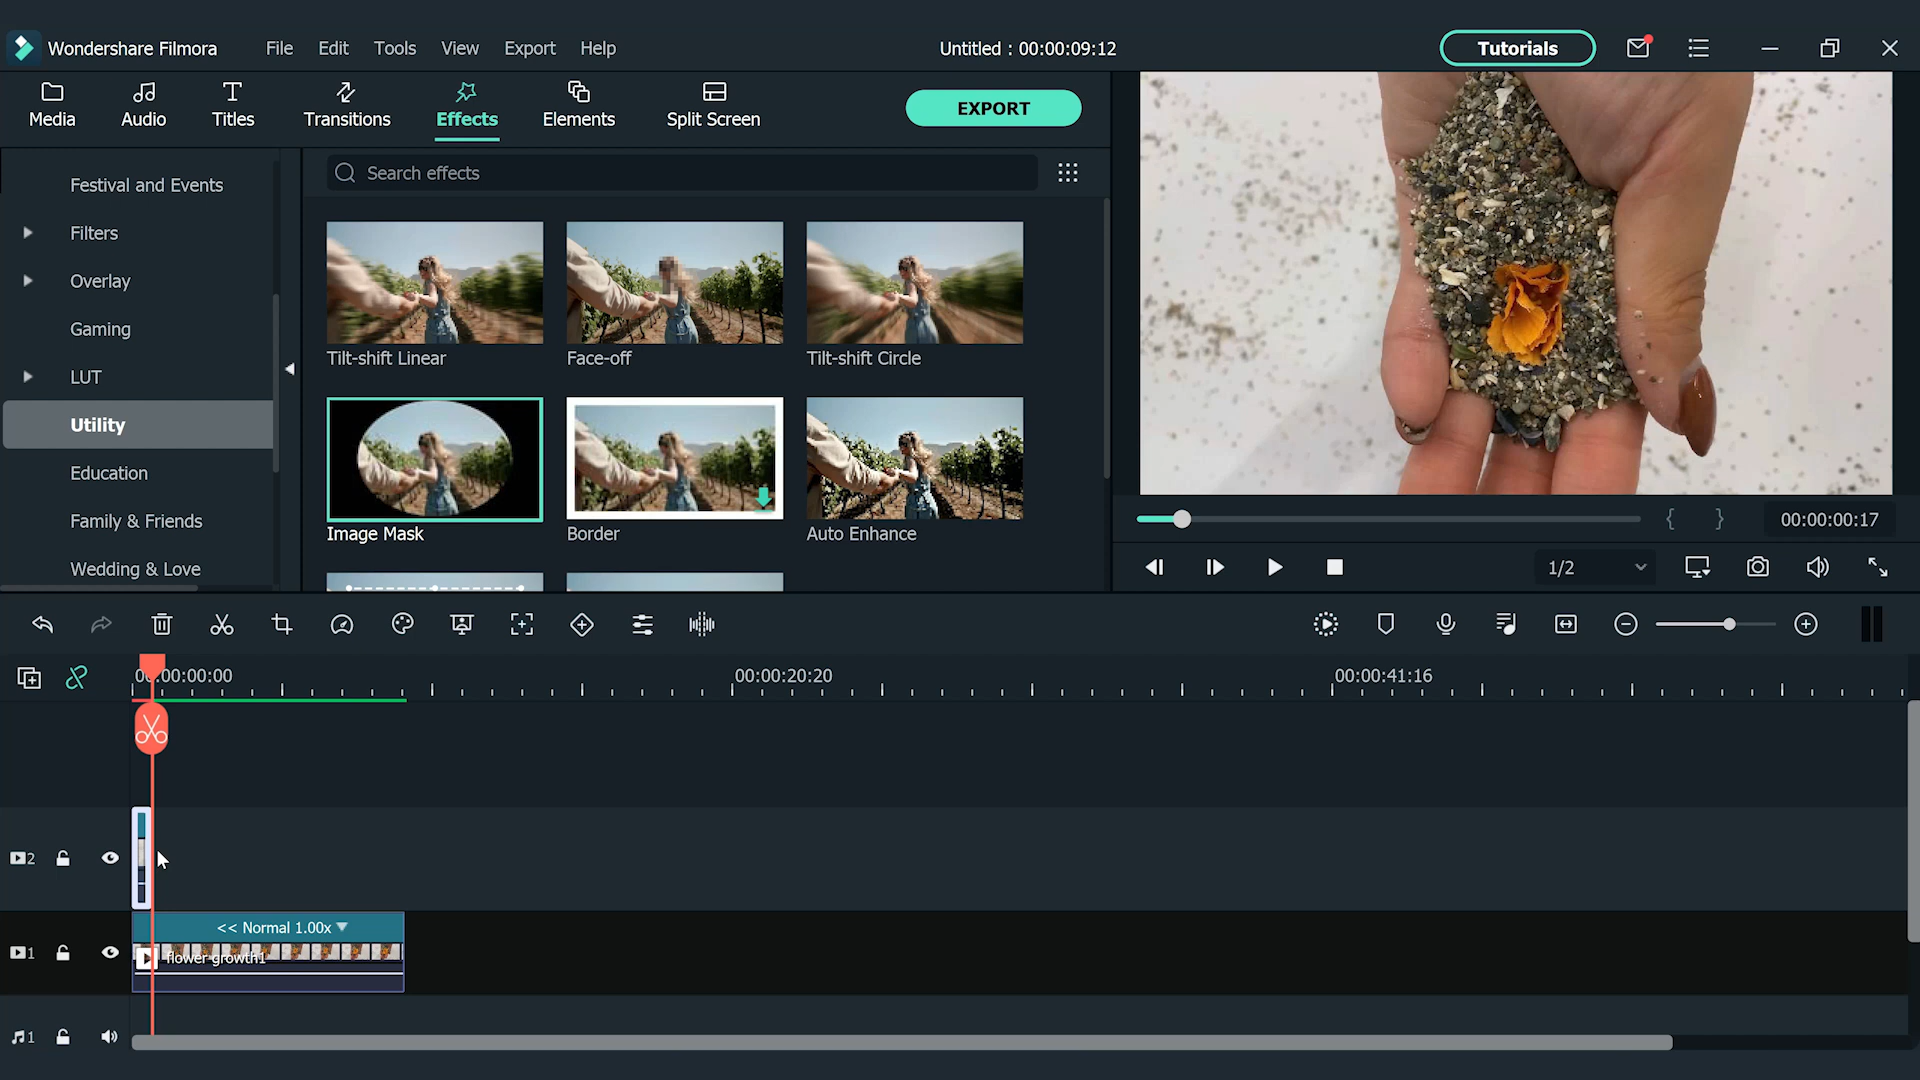 Wondershare Filmora
File Edit Tools View Export Help
Untitled : 00:00:09:12
Tutorials
Media Audio Titles Transitions Effects Elements Split Screen
EXPORT
Search effects
Festival and Events
Filters
Overlay
Gaming
LUT
Utility
Education
Family & Friends
Wedding & Love
Tilt-shift Linear Face-off Tilt-shift Circle
Image Mask Border Auto Enhance
{ } 00:00:00:17
1/2
00:00:00:00 00:00:20:20 00:00:41:16
2
<< Normal 1.00x
1
flower growth1
1